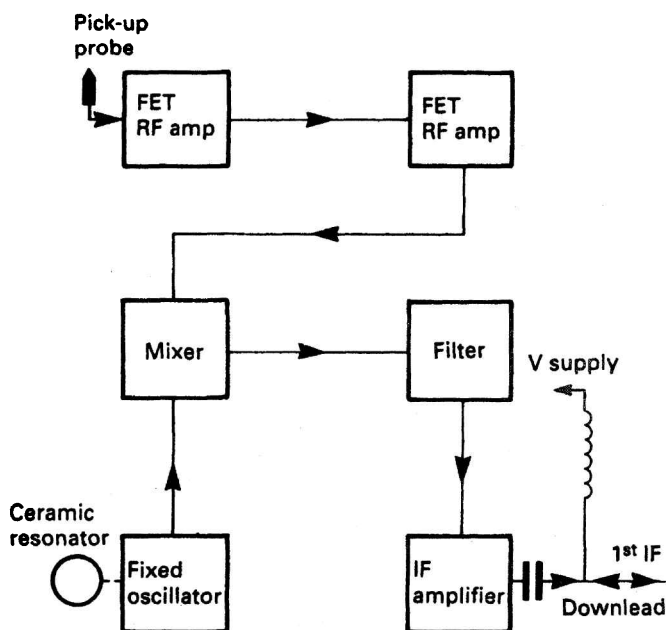 Pick-up
probe
FET
RF amp
FET
RF amp
Mixer
Filter
V supply
Ceramic
resonator
Fixed
oscillator
IF
amplifier
1st IF
Downlead